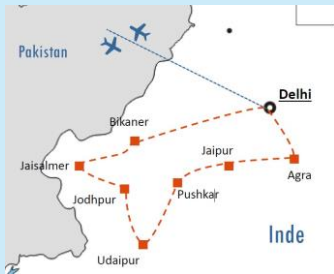 Pakistan
Delhi
Bikaner
Jaipur
Jaisalmer
Agra
Jodhpur
Pushkar
Inde
Udaipur